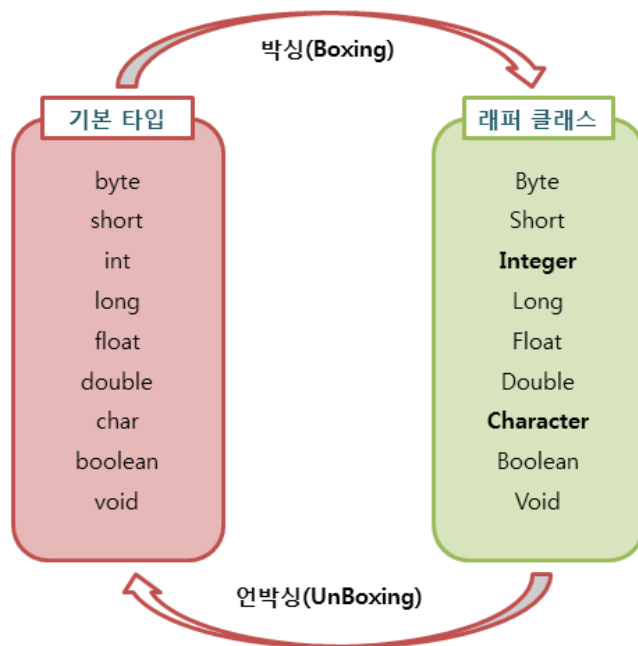 박싱(Boxing)
기본 타입
byte
short
int
long
float
double
char
boolean
void
래퍼 클래스
Byte
Short
Integer
Long
Float
Double
Character
Boolean
Void
언박싱(UnBoxing)